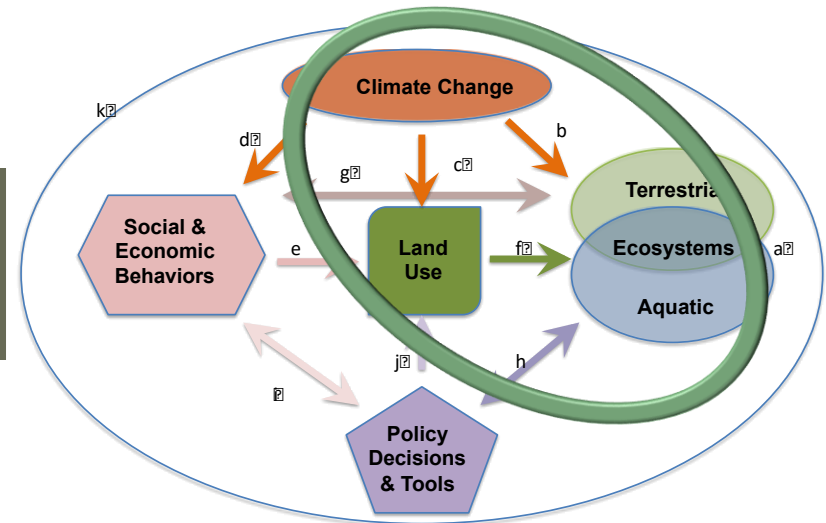 Climate Change
k
d
b
g
c
Terrestria
Social &
Economic
Behaviors
e
Land
Use
f
Ecosystems
a
Aquatic
j
h
Policy
Decisions
& Tools